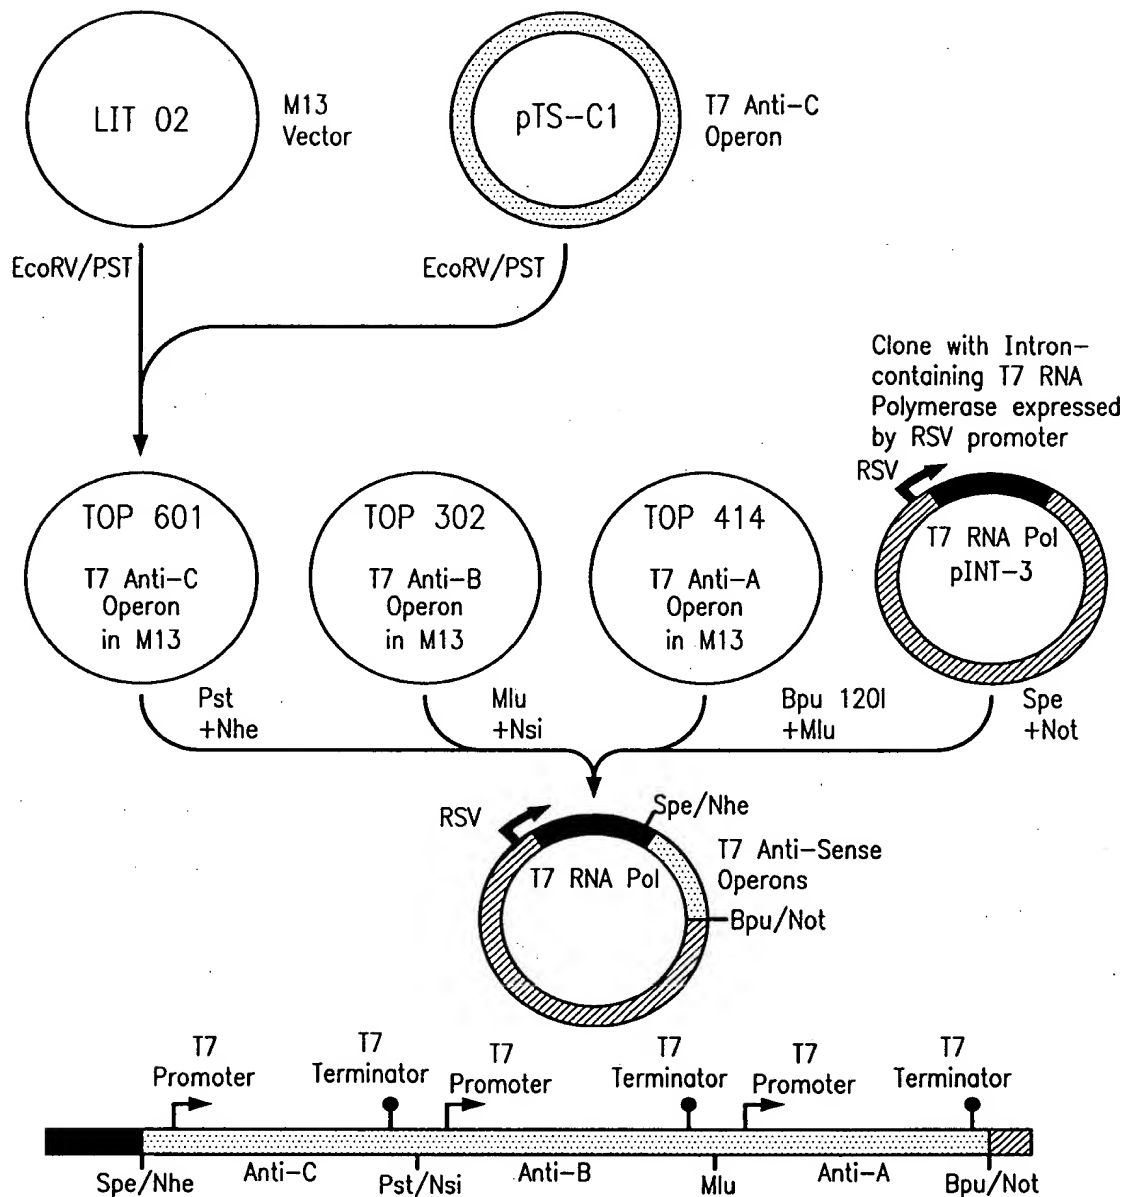 LIT 02
M13
Vector
pTS-C1
T7 Anti-C
Operon
EcoRV/PST
EcoRV/PST
Clone with Intron-
containing T7 RNA
Polymerase expressed
by RSV promoter
RSV
TOP 601
T7 Anti-C
Operon
in M13
TOP 302
T7 Anti-B
Operon
in M13
TOP 414
T7 Anti-A
Operon
in M13
T7 RNA Pol
pINT-3
Pst
+Nhe
Mlu
+Nsi
Bpu 120I
+Mlu
Spe
+Not
RSV
Spe/Nhe
T7 RNA Pol
T7 Anti-Sense
Operons
Bpu/Not
T7
Promoter
T7
Terminator
T7
Promoter
T7
Terminator
T7
Promoter
T7
Terminator
Spe/Nhe
Anti-C
Pst/Nsi
Anti-B
Mlu
Anti-A
Bpu/Not